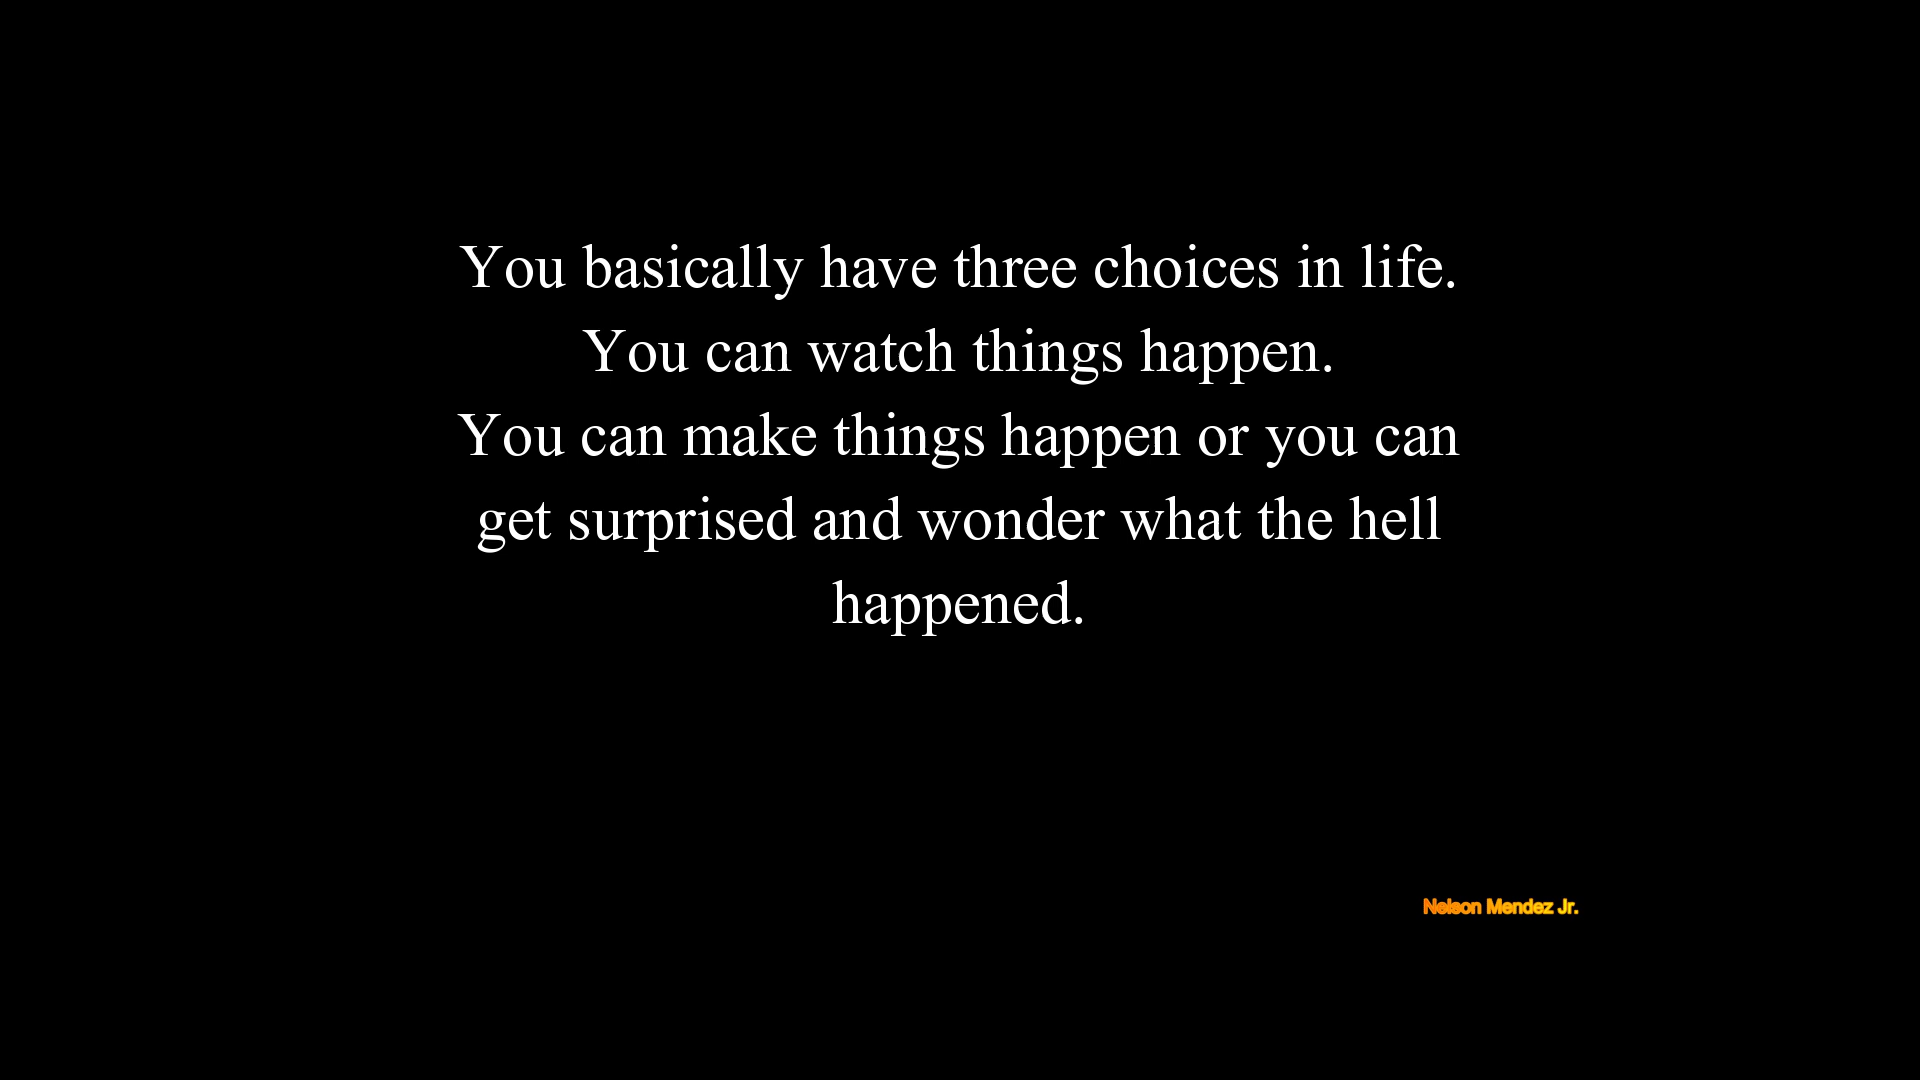 You basically have three choices in life.
You can watch things happen.
You can make things happen or you can
get surprised and wonder what the hell
happened.
Nelson Mendez Jr.